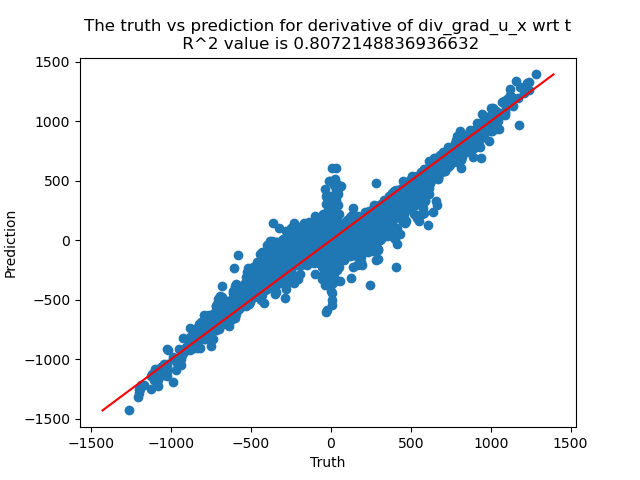 The truth vs prediction for derivative of div_grad_u_x wrt t
R^2 value is 0.8072148836936632
1500
1000
500
0
−500
−1000
−1500
Prediction
−1500 −1000 −500 0 500 1000 1500
Truth